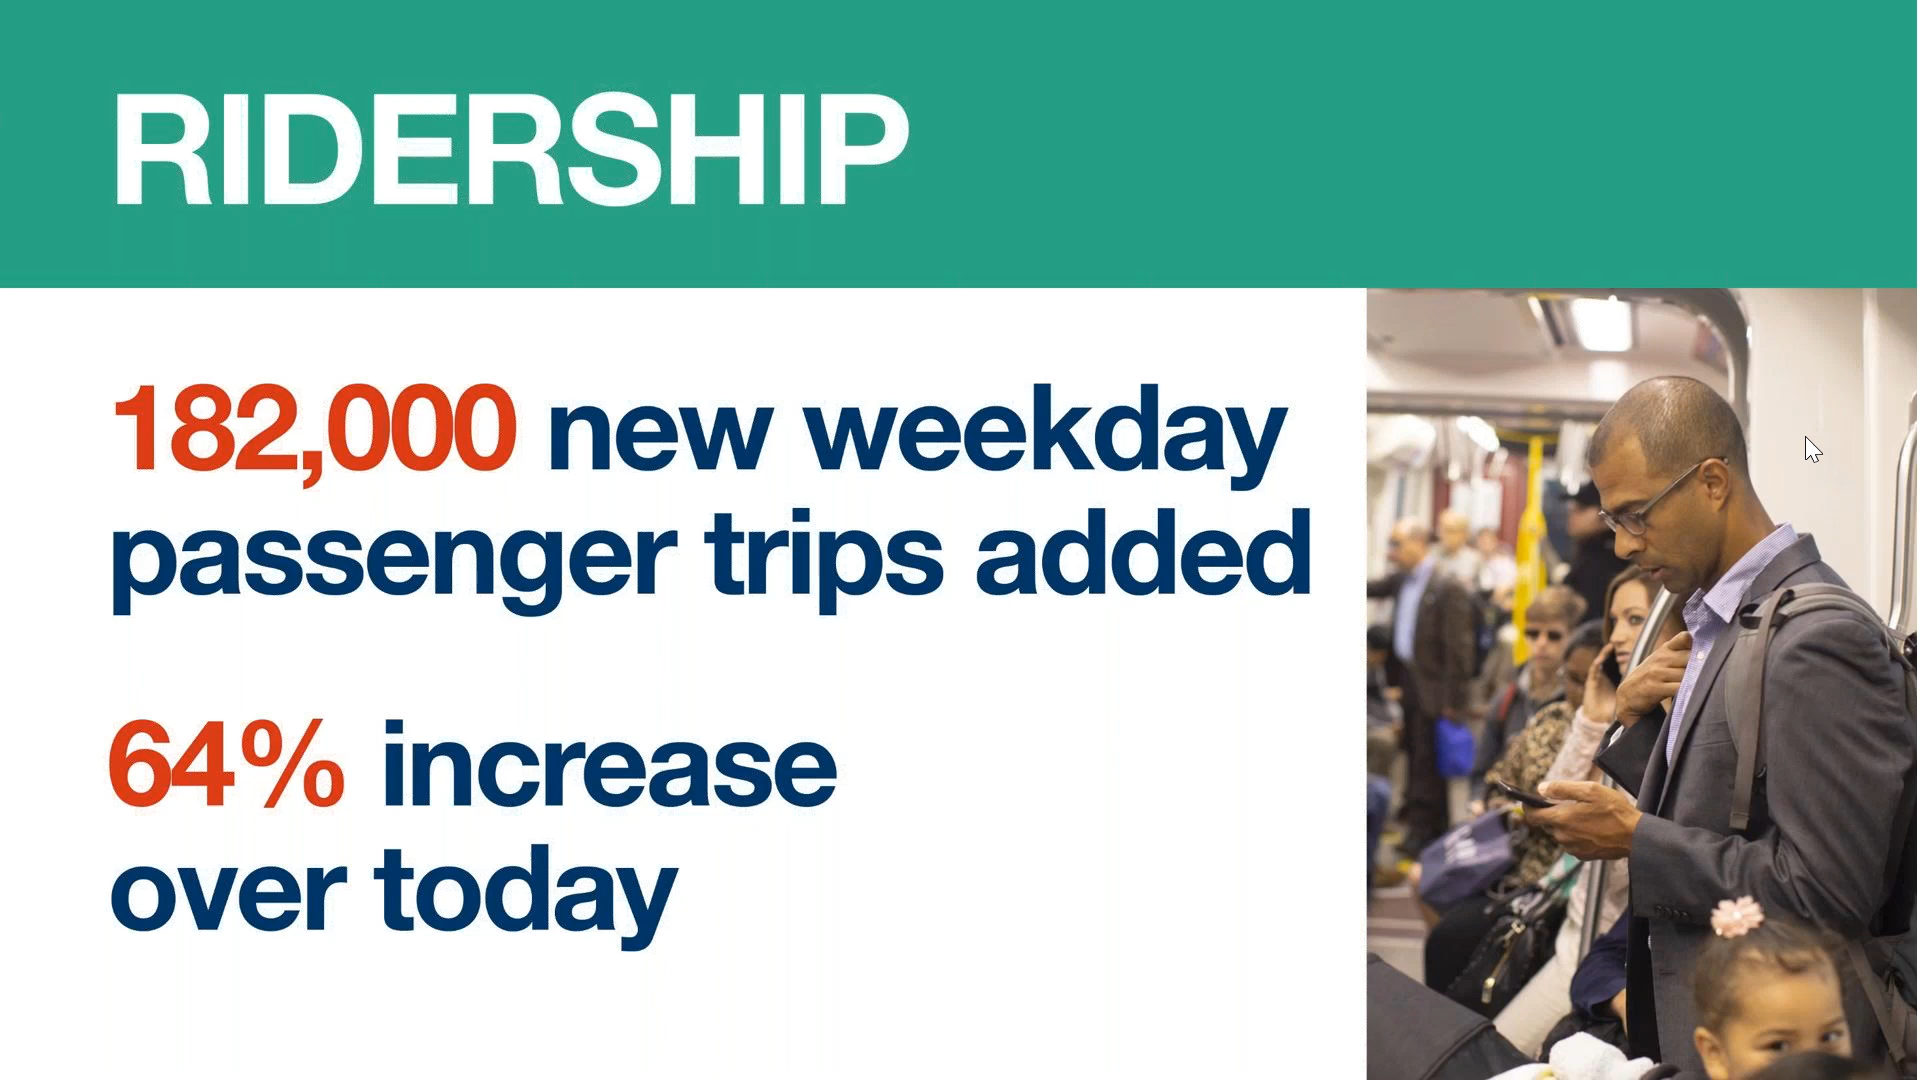 RIDERSHIP
182,000 new weekday
passenger trips added
64% increase
over today